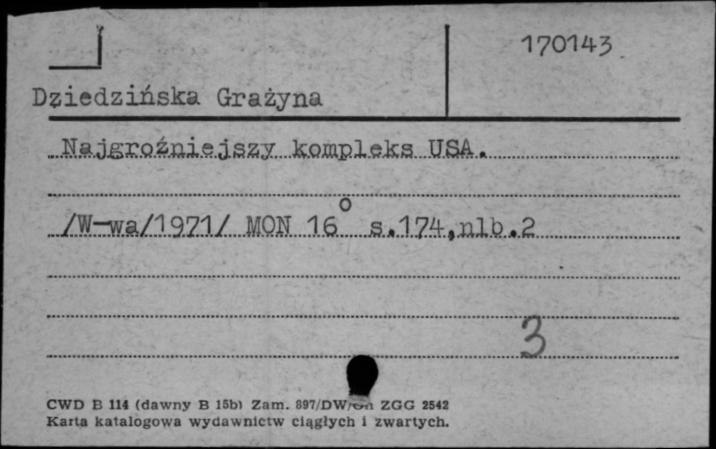 170143
Dziedzińska Grażyna
Najgroźniejszy kompleks USA.
/W-wa/1971/ MON 16° s.174,nlb.2
3
CWD B 114 (dawny B 15b) Zam. 897/DW/ ZGG 2542
Karta katalogowa wydawnictw ciągłych i zwartych.